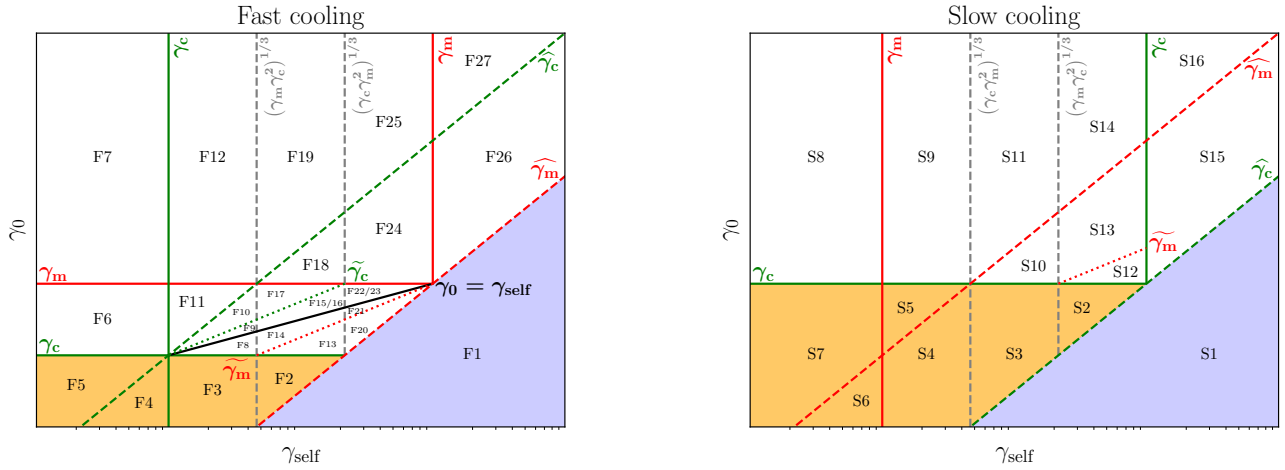 Fast cooling
γc
(γmγc²)^1/3
(γcγm²)^1/3
γm
F27
γ̂c
F25
F7
F12
F19
F26
γ̂m
γ0
F24
γm
F18
γ̃c
F17
F22/23
γ0 = γself
F11
F15/16
F6
F10
F21
F9
F14
F20
F8
F13
γc
γ̃m
F1
F5
F3
F2
F4
γself
Slow cooling
γm
(γcγm²)^1/3
(γmγc²)^1/3
γc
S16
γ̂m
S14
S8
S9
S11
S15
γ̂c
γ0
S13
γ̃m
γc
S10
S12
S5
S2
S7
S4
S3
S1
S6
γself